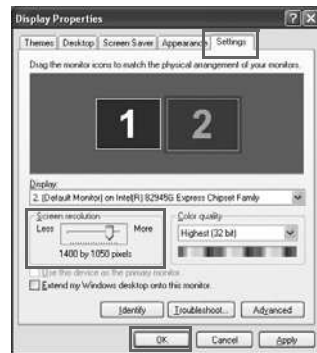 Display Properties
Themes Desktop Screen Saver Appearance Settings
Drag the monitor icons to match the physical arrangement of your monitors.
1 2
Display:
2. (Default Monitor) on Intel(R) 82945G Express Chipset Family
Screen resolution
Less More
1400 by 1050 pixels
Color quality
Highest (32 bit)
Use this device as the primary monitor.
Extend my Windows desktop onto this monitor.
Identify Troubleshoot... Advanced
OK Cancel Apply